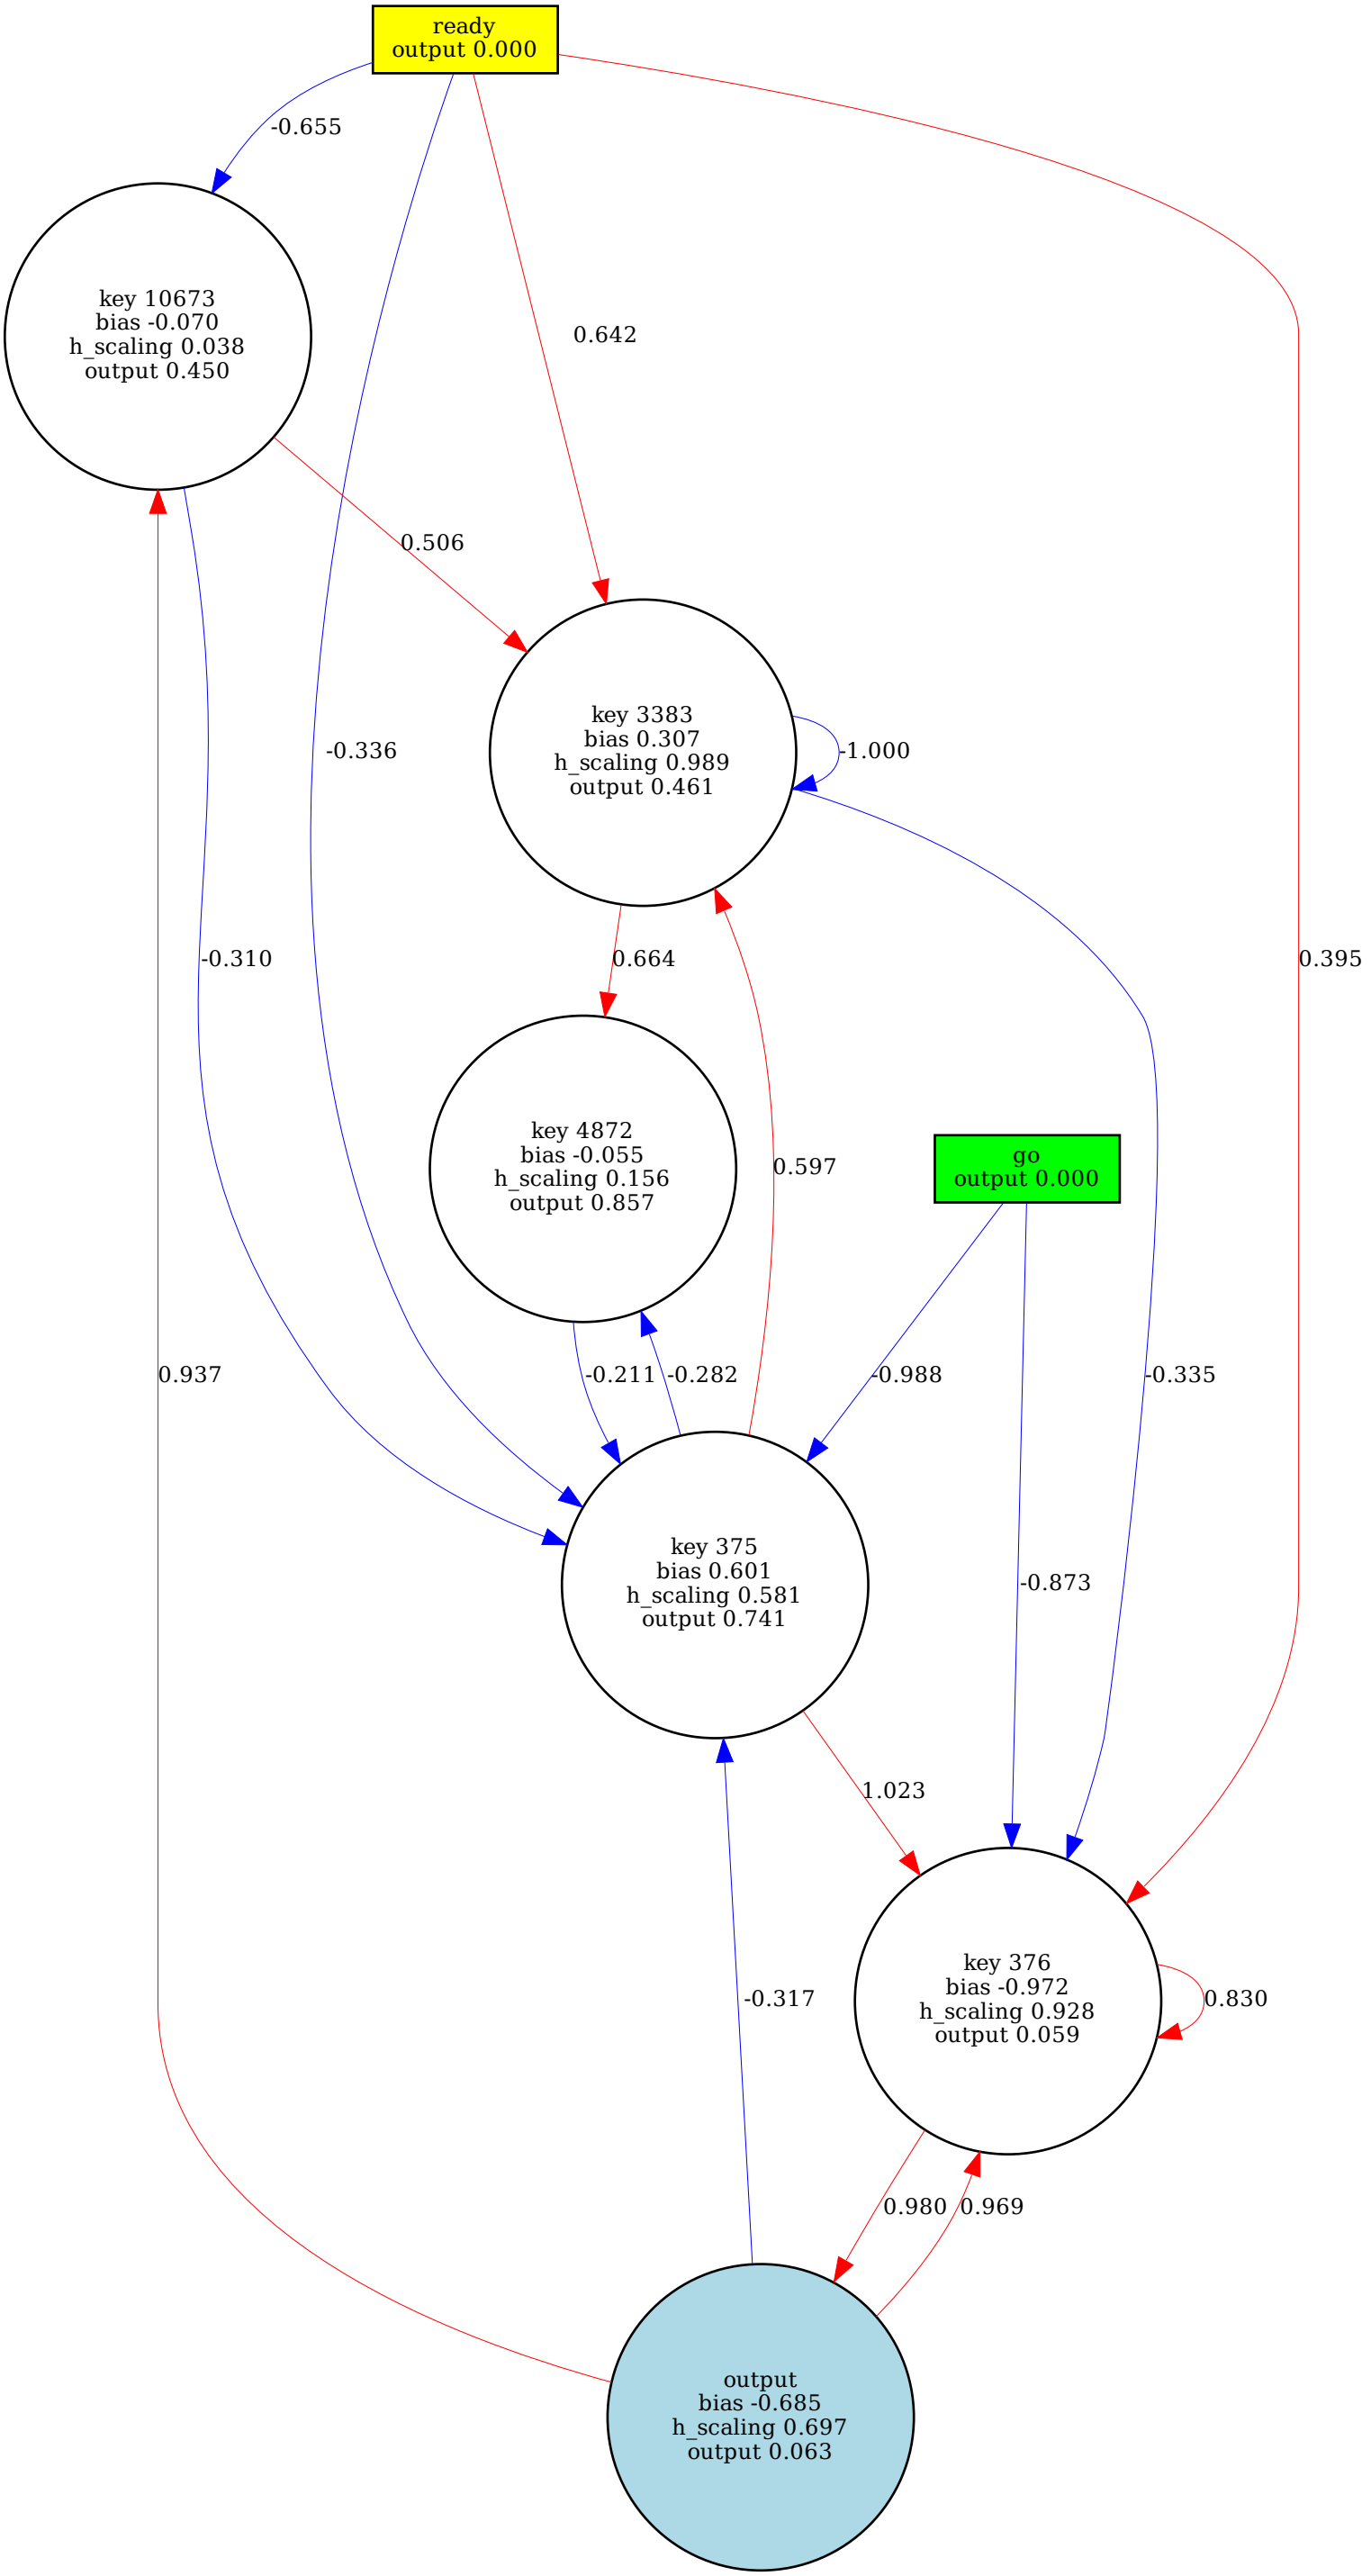 ready
output 0.000
-0.655
key 10673
bias -0.070
h_scaling 0.038
output 0.450
0.642
0.506
key 3383
bias 0.307
h_scaling 0.989
output 0.461
-0.336
-1.000
-0.310
0.664
0.395
key 4872
bias -0.055
h_scaling 0.156
output 0.857
0.597
go
output 0.000
0.937
-0.211
-0.282
-0.988
-0.335
key 375
bias 0.601
h_scaling 0.581
output 0.741
-0.873
1.023
key 376
bias -0.972
h_scaling 0.928
output 0.059
-0.317
0.830
0.980
0.969
output
bias -0.685
h_scaling 0.697
output 0.063